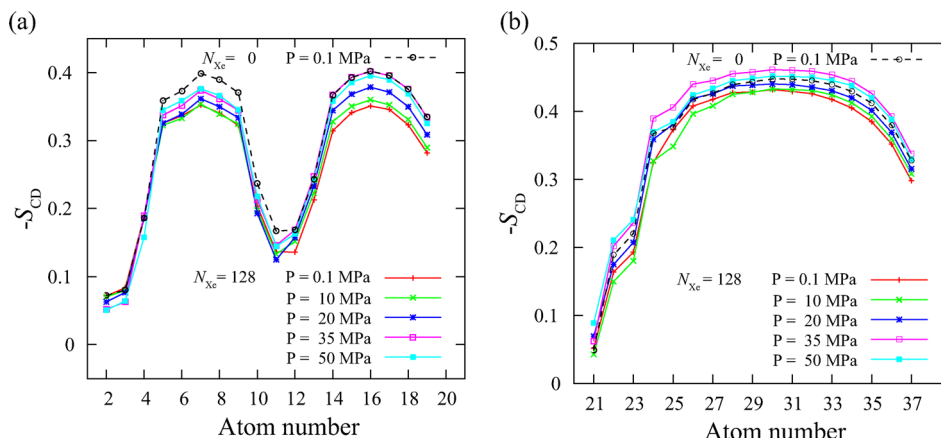 (a)
N_Xe = 0 P = 0.1 MPa
0.4
0.3
-S_CD
0.2
0.1
N_Xe = 128 P = 0.1 MPa
P = 10 MPa
P = 20 MPa
0
P = 35 MPa
P = 50 MPa
2 4 6 8 10 12 14 16 18 20
Atom number
(b)
0.5
N_Xe = 0 P = 0.1 MPa
0.4
0.3
-S_CD
0.2
N_Xe = 128 P = 0.1 MPa
P = 10 MPa
0.1
P = 20 MPa
P = 35 MPa
P = 50 MPa
0
21 23 25 27 29 31 33 35 37
Atom number